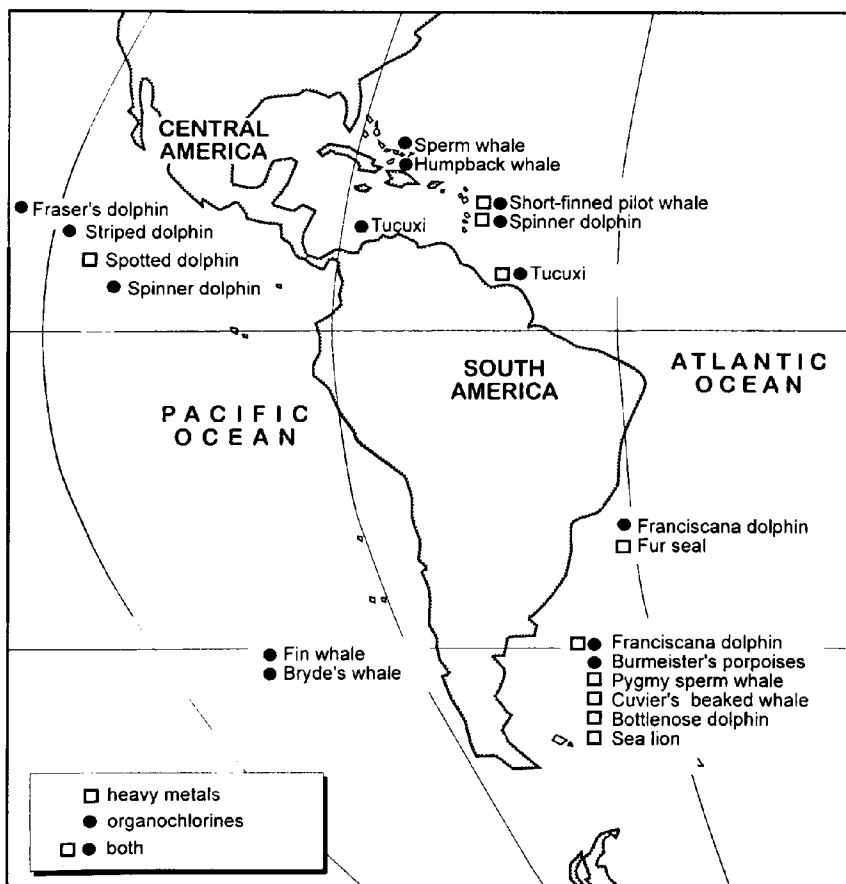 CENTRAL
AMERICA
Sperm whale
Humpback whale
Fraser's dolphin
Striped dolphin
Spotted dolphin
Spinner dolphin
Tucuxi
Short-finned pilot whale
Spinner dolphin
Tucuxi
SOUTH
AMERICA
ATLANTIC
OCEAN
PACIFIC
OCEAN
Franciscana dolphin
Fur seal
Fin whale
Bryde's whale
Franciscana dolphin
Burmeister's porpoises
Pygmy sperm whale
Cuvier's beaked whale
Bottlenose dolphin
Sea lion
heavy metals
organochlorines
both